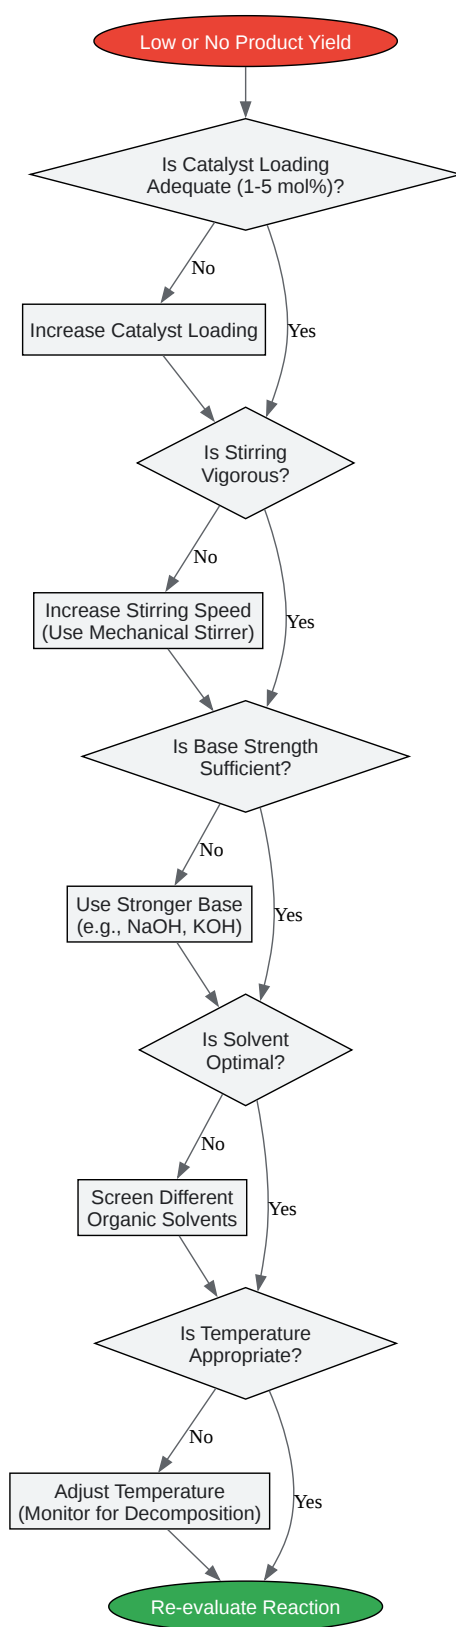 Low or No Product Yield
Is Catalyst Loading
Adequate (1-5 mol%)?
No
Increase Catalyst Loading
Yes
Is Stirring
Vigorous?
No
Increase Stirring Speed
(Use Mechanical Stirrer)
Yes
Is Base Strength
Sufficient?
No
Use Stronger Base
(e.g., NaOH, KOH)
Yes
Is Solvent
Optimal?
No
Screen Different
Organic Solvents
Yes
Is Temperature
Appropriate?
No
Adjust Temperature
(Monitor for Decomposition)
Yes
Re-evaluate Reaction